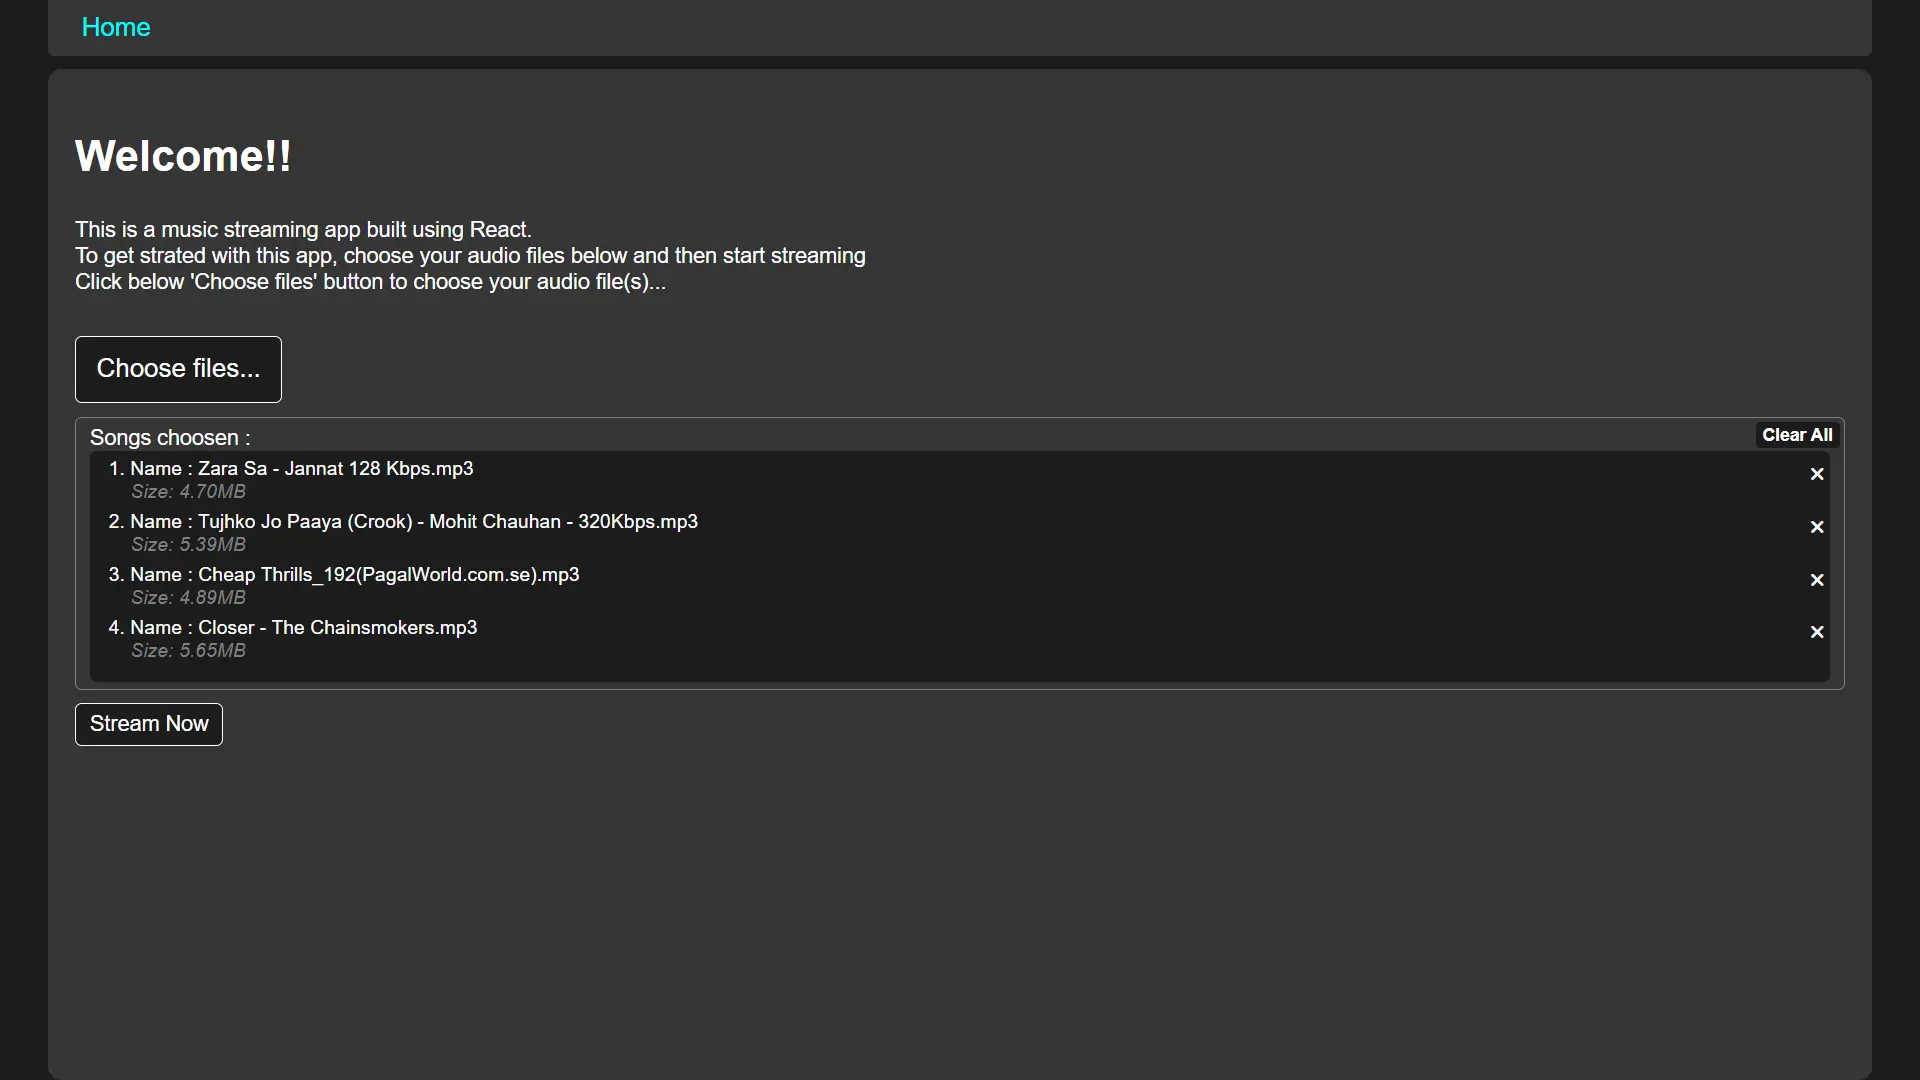 Home
Welcome!!
This is a music streaming app built using React.
To get strated with this app, choose your audio files below and then start streaming
Click below 'Choose files' button to choose your audio file(s)...
Choose files...
Songs choosen :
Clear All
1. Name : Zara Sa - Jannat 128 Kbps.mp3
Size: 4.70MB
2. Name : Tujhko Jo Paaya (Crook) - Mohit Chauhan - 320Kbps.mp3
Size: 5.39MB
3. Name : Cheap Thrills_192(PagalWorld.com.se).mp3
Size: 4.89MB
4. Name : Closer - The Chainsmokers.mp3
Size: 5.65MB
Stream Now